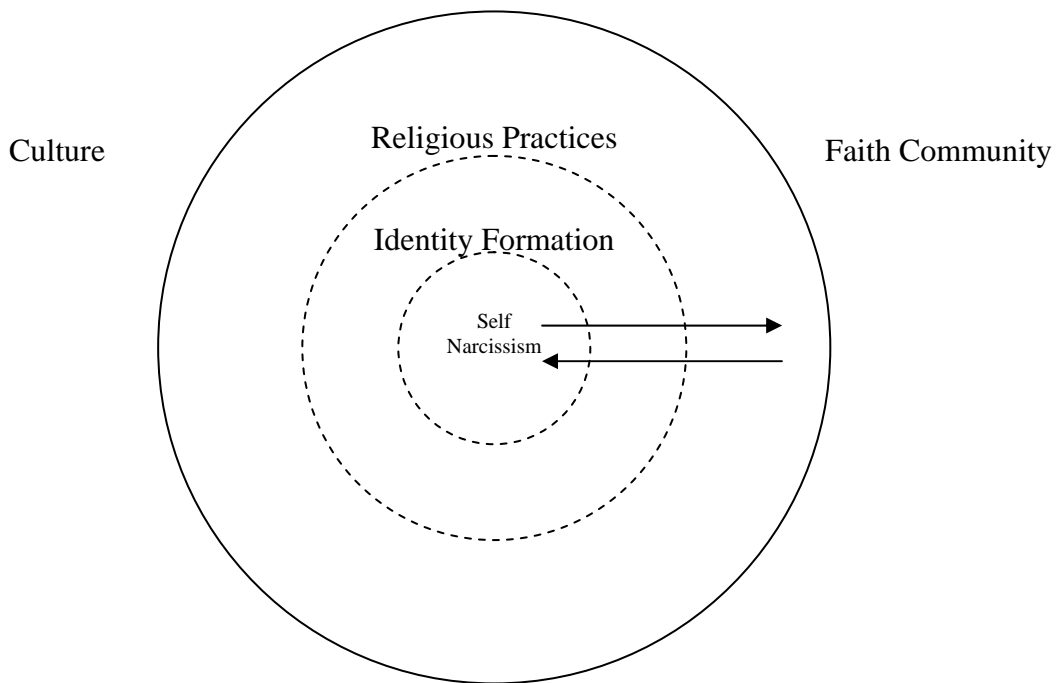 Religious Practices
Culture
Faith Community
Identity Formation
Self
Narcissism